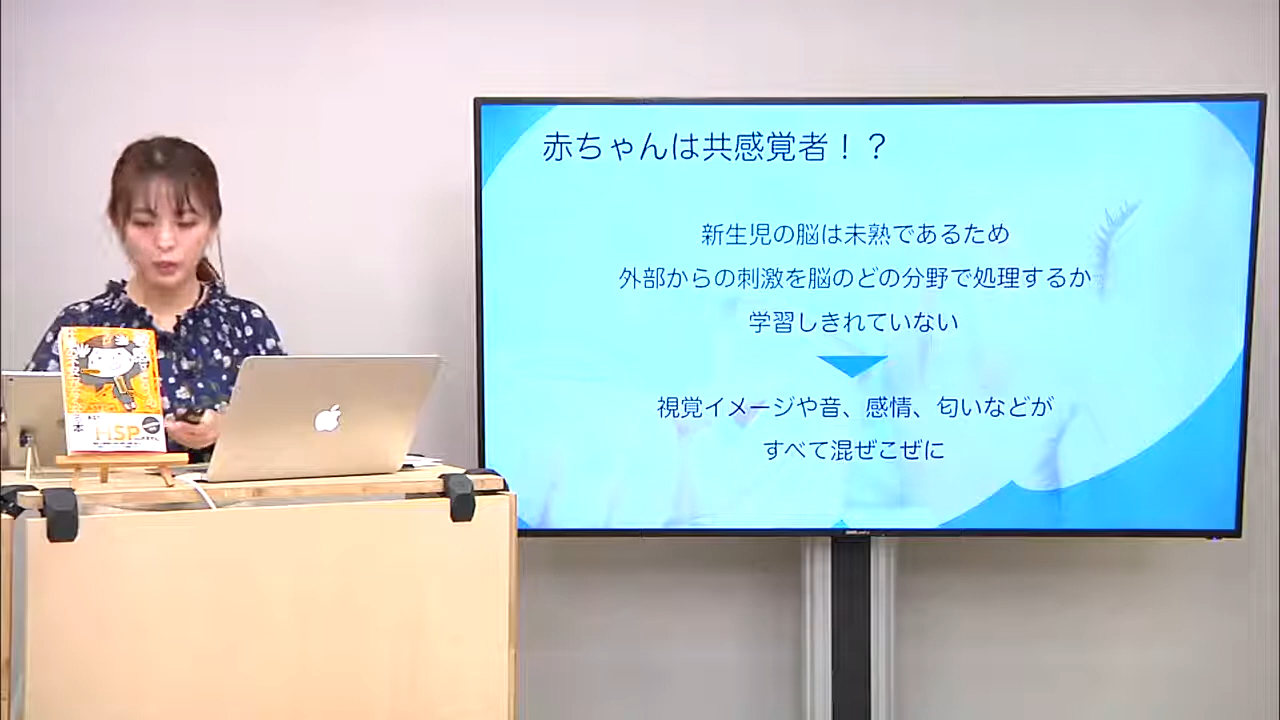 赤ちゃんは共感覚者！？
新生児の脳は未熟であるため
外部からの刺激を脳のどの分野で処理するか
学習しきれていない
視覚イメージや音、感情、匂いなどが
すべて混ぜこぜに
HSP